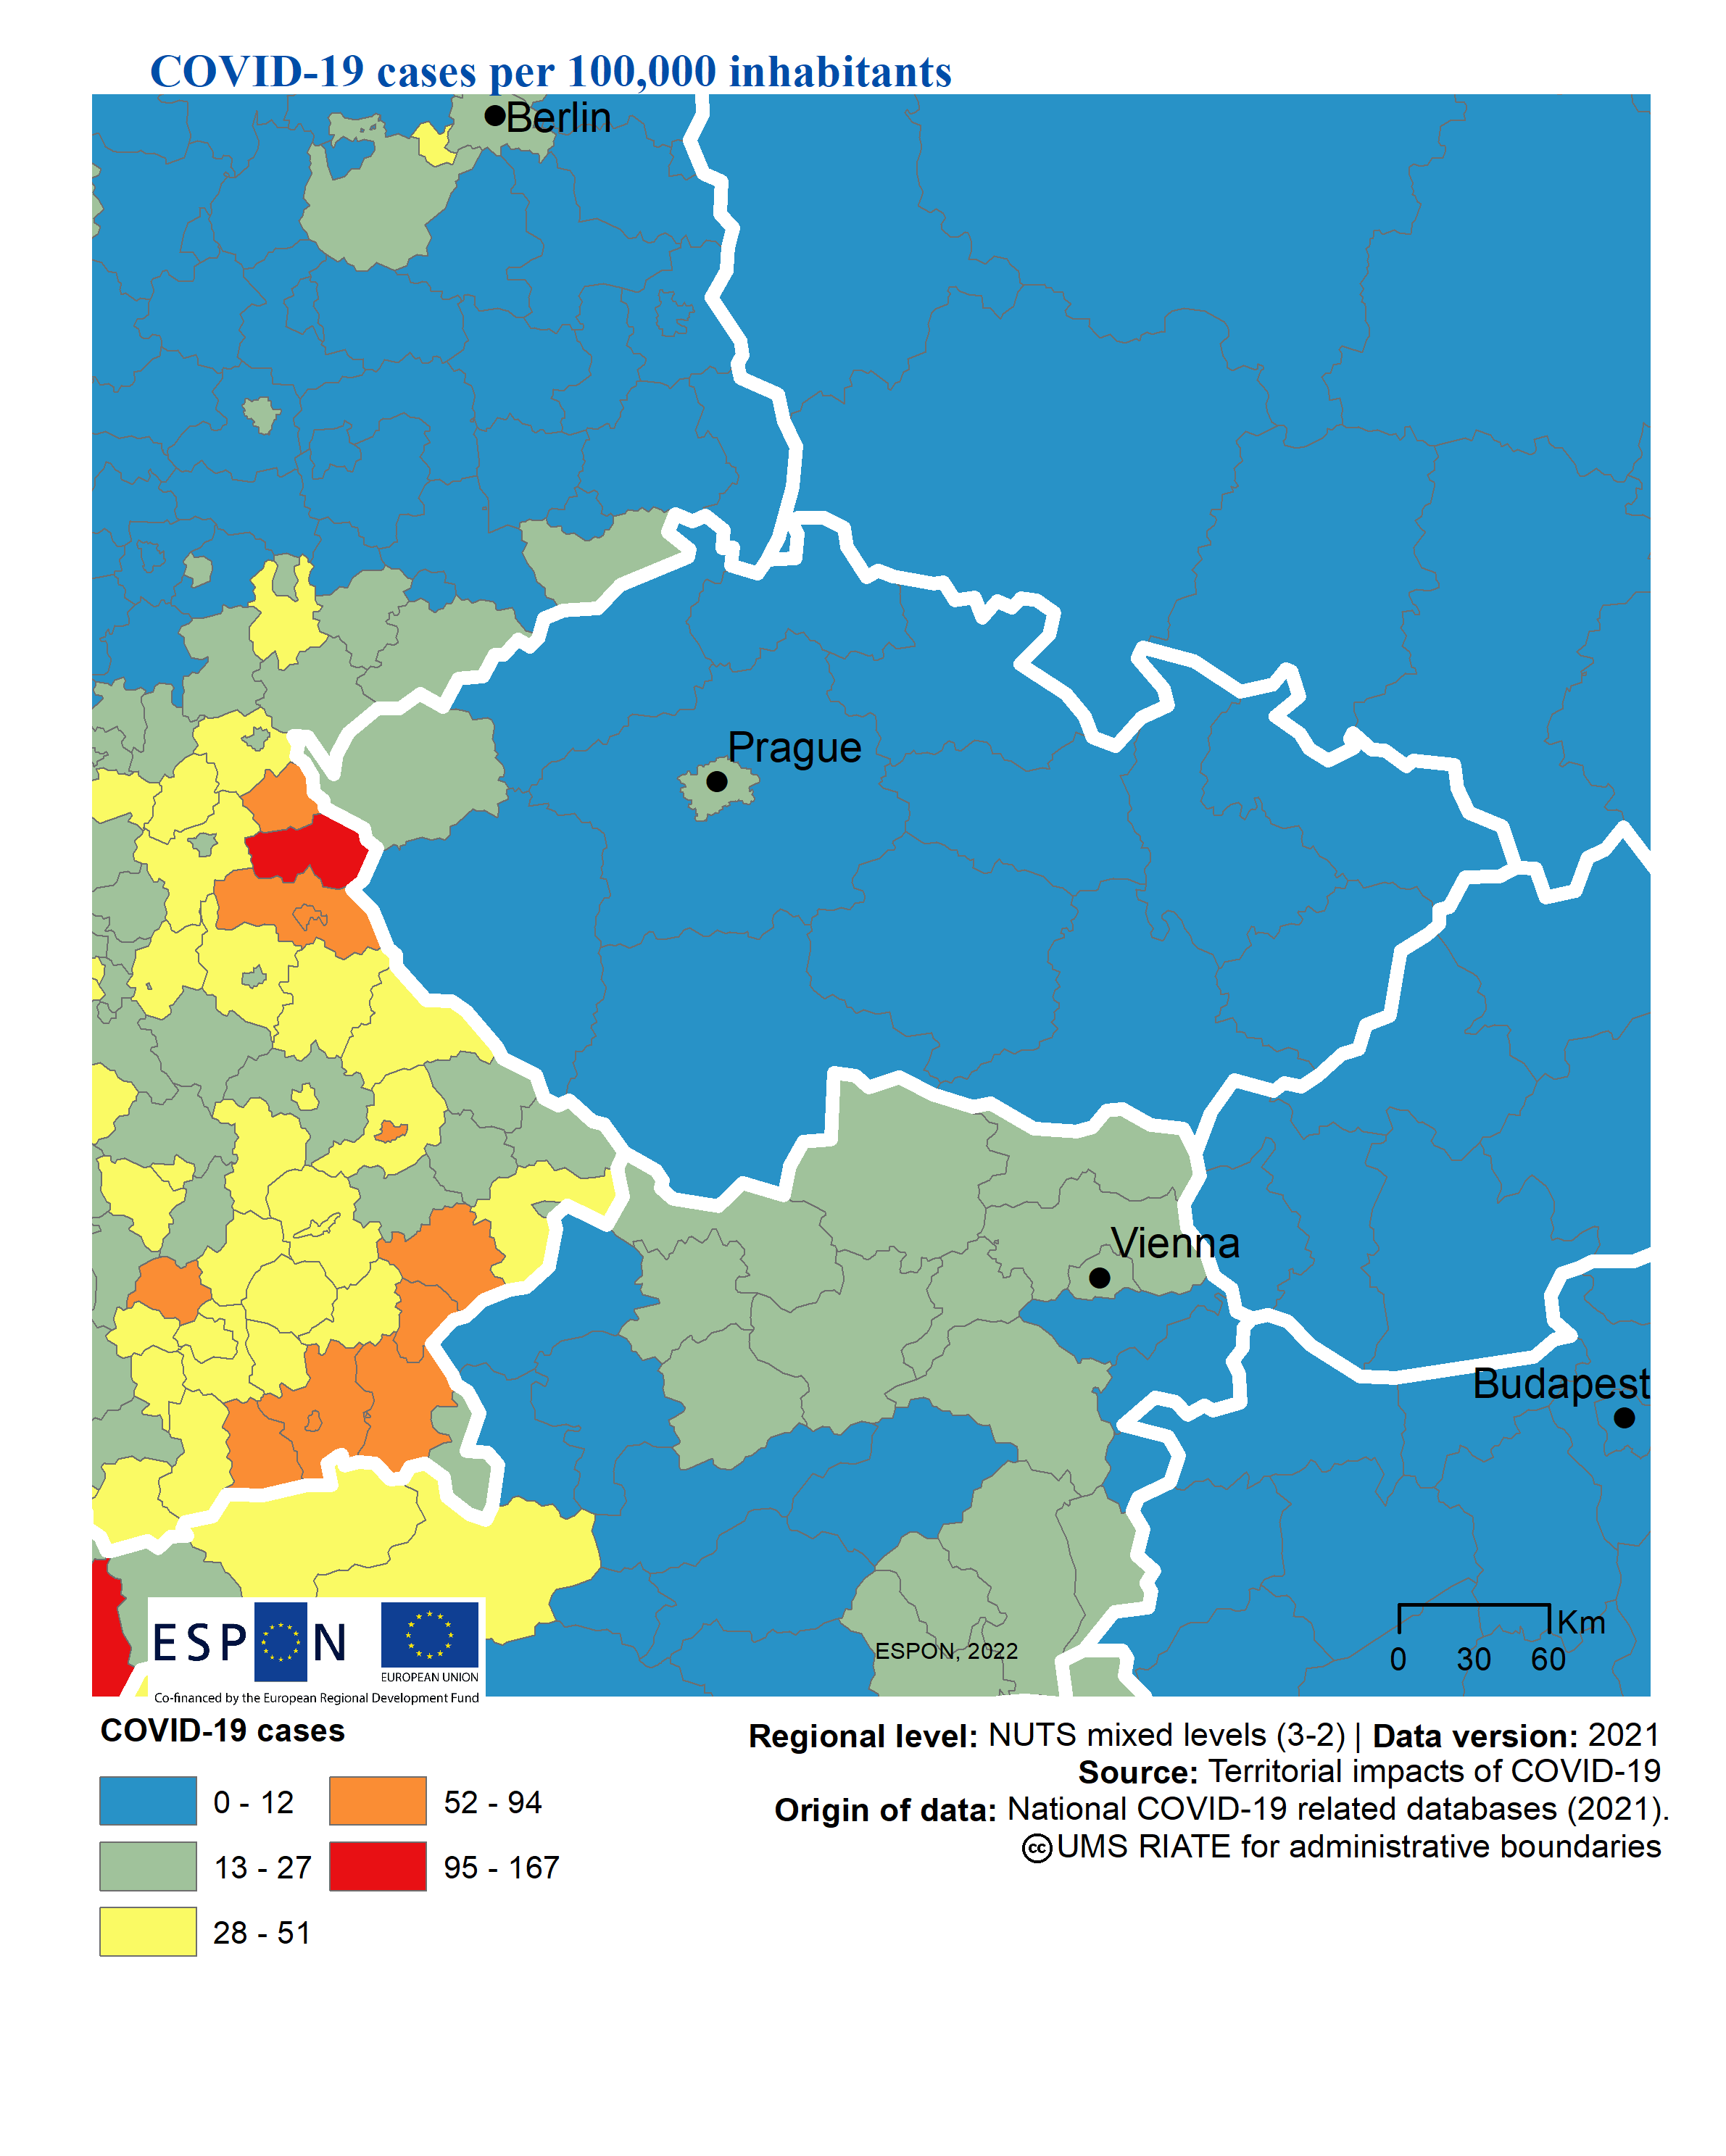 COVID-19 cases per 100,000 inhabitants
Berlin
Prague
Vienna
Budapest
ESPON
EUROPEAN UNION
Co-financed by the European Regional Development Fund
ESPON, 2022
Km
0 30 60
COVID-19 cases
0 - 12
13 - 27
28 - 51
52 - 94
95 - 167
Regional level: NUTS mixed levels (3-2) | Data version: 2021
Source: Territorial impacts of COVID-19
Origin of data: National COVID-19 related databases (2021).
cc UMS RIATE for administrative boundaries